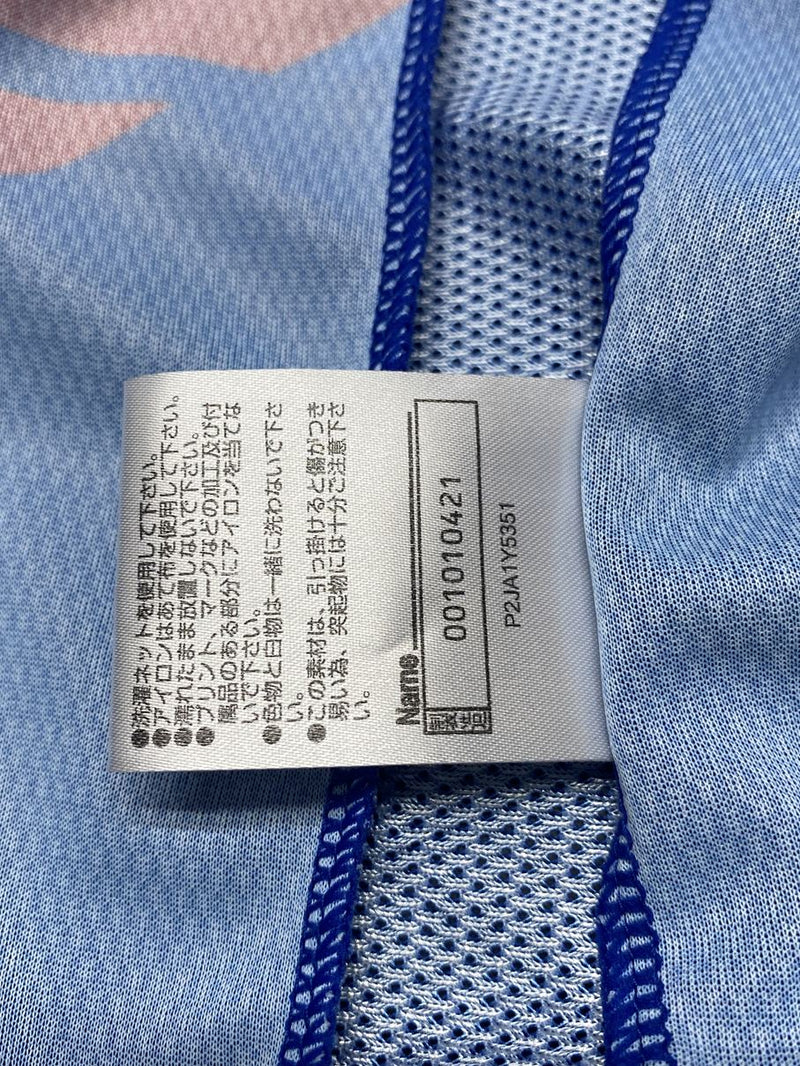 ●洗濯ネットを使用して下さい。
●アイロンはあて布を使用して下さい。
●濡れたまま放置しないで下さい。
●プリント、マークなどの加工及び付
属品のある部分にアイロンを当てな
いで下さい。
●色物と白物は一緒に洗わないで下さ
い。
●この素材は、引っ掛けると傷がつき
易い為、突起物には十分ご注意下さ
い。
Name
製造 001010421
P2JA1Y5351